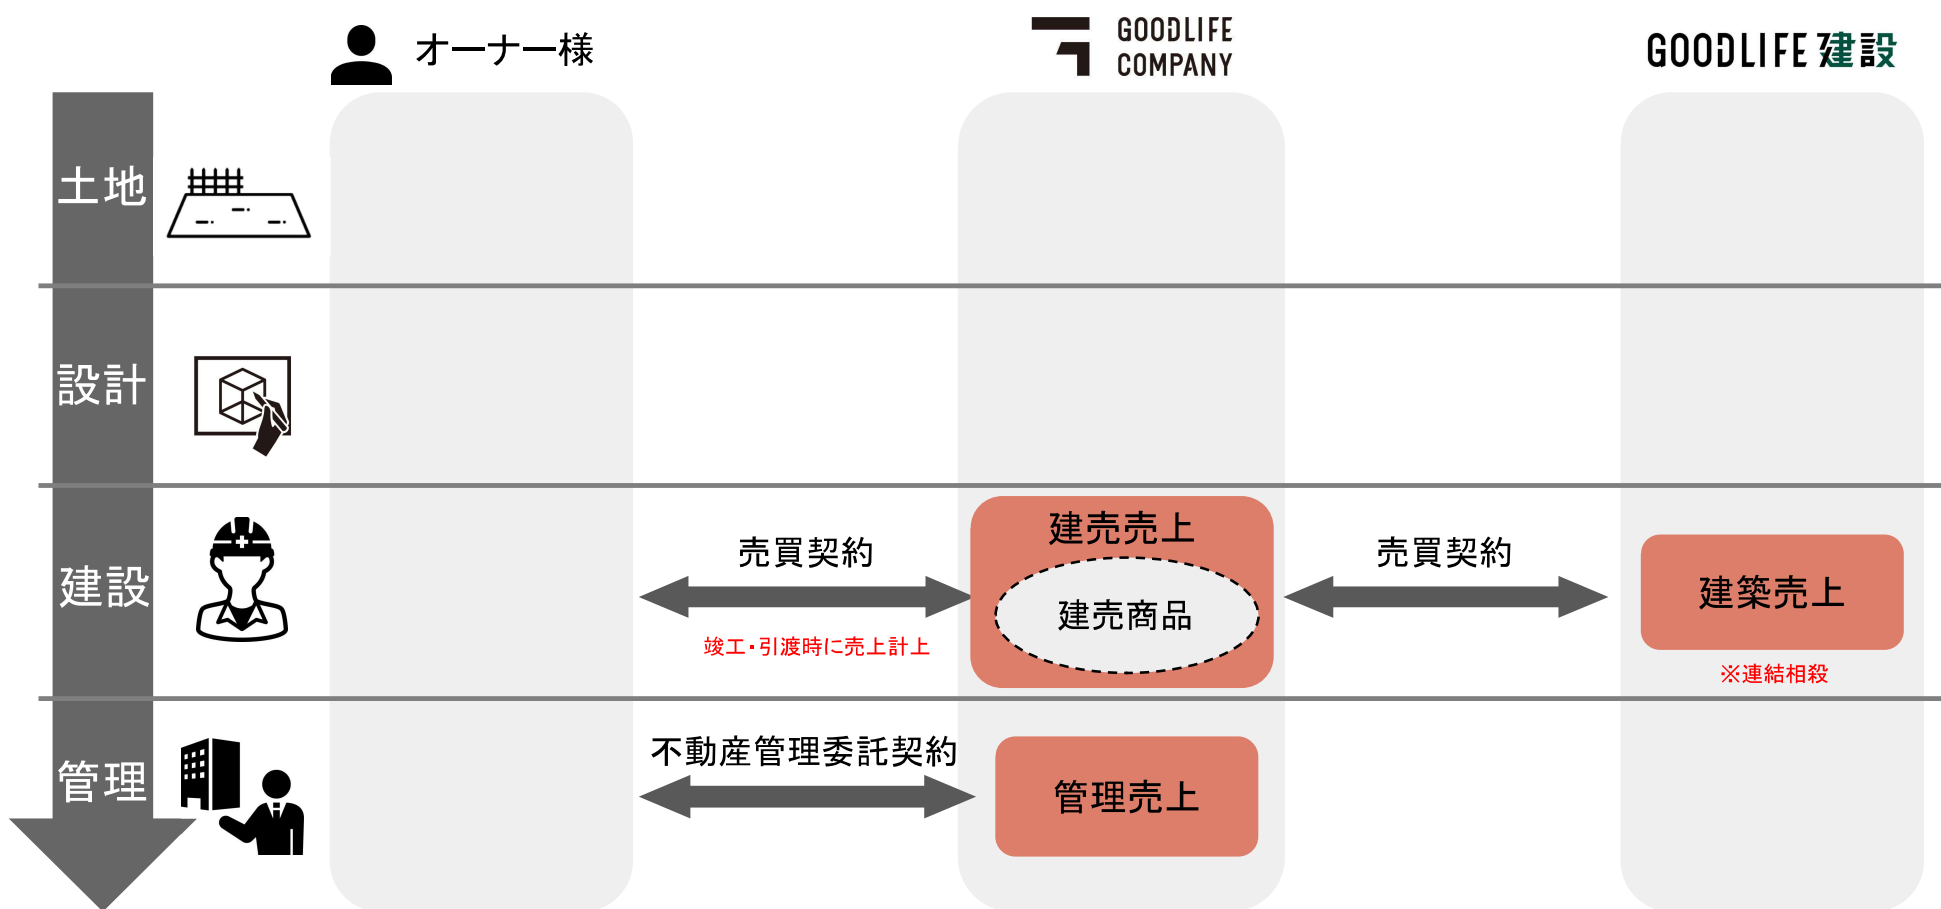 オーナー様
GOODLIFE
COMPANY
GOODLIFE 建設
土地
設計
建設
売買契約
竣工・引渡時に売上計上
建売売上
建売商品
売買契約
建築売上
※連結相殺
管理
不動産管理委託契約
管理売上